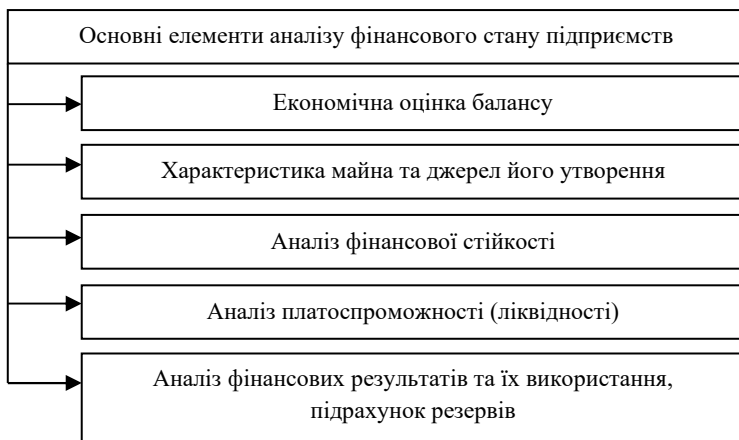 Основні елементи аналізу фінансового стану підприємств
Економічна оцінка балансу
Характеристика майна та джерел його утворення
Аналіз фінансової стійкості
Аналіз платоспроможності (ліквідності)
Аналіз фінансових результатів та їх використання,
підрахунок резервів